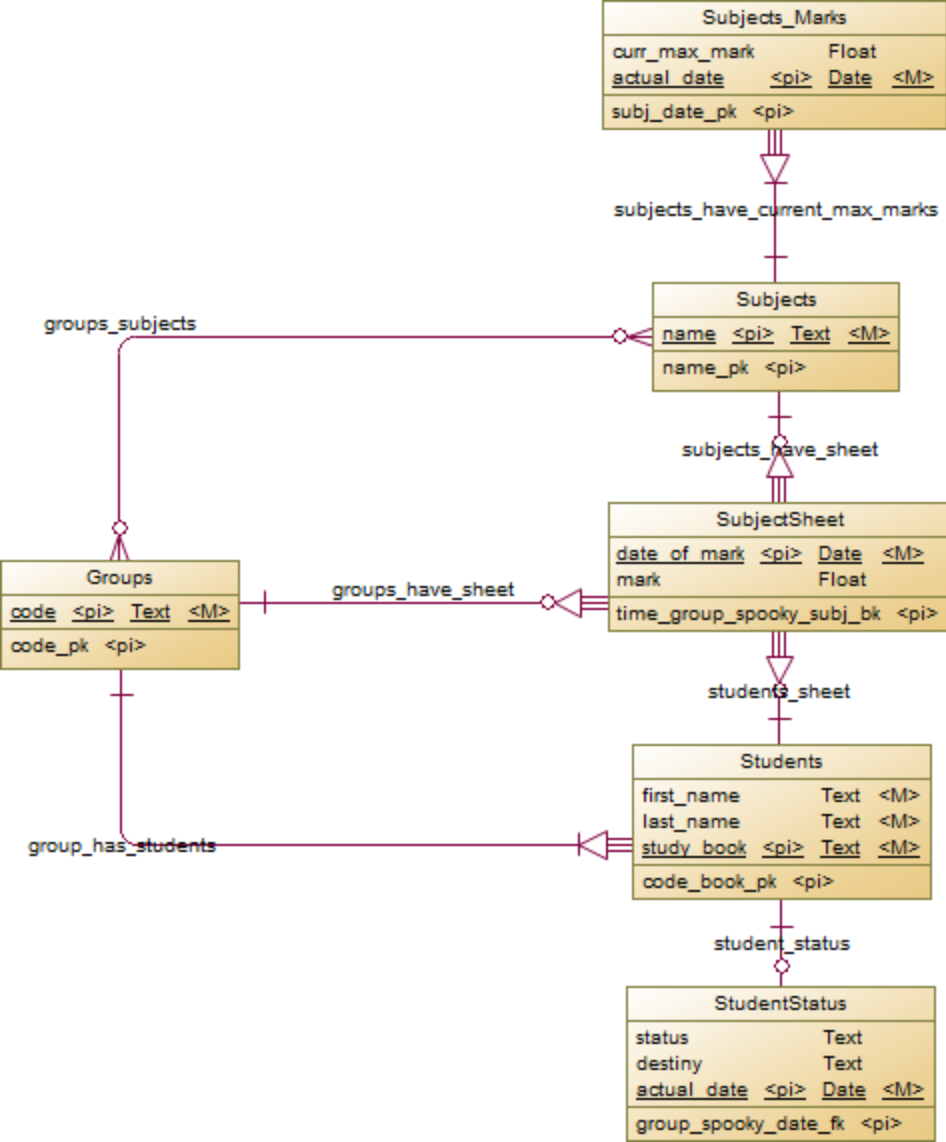 Subjects_Marks
curr_max_mark Float
actual_date <pi> Date <M>
subj_date_pk <pi>
subjects_have_current_max_marks
Subjects
name <pi> Text <M>
name_pk <pi>
groups_subjects
subjects_have_sheet
SubjectSheet
date_of_mark <pi> Date <M>
mark Float
time_group_spooky_subj_bk <pi>
groups_have_sheet
Groups
code <pi> Text <M>
code_pk <pi>
students_sheet
Students
first_name Text <M>
last_name Text <M>
study_book <pi> Text <M>
code_book_pk <pi>
group_has_students
student_status
StudentStatus
status Text
destiny Text
actual_date <pi> Date <M>
group_spooky_date_fk <pi>